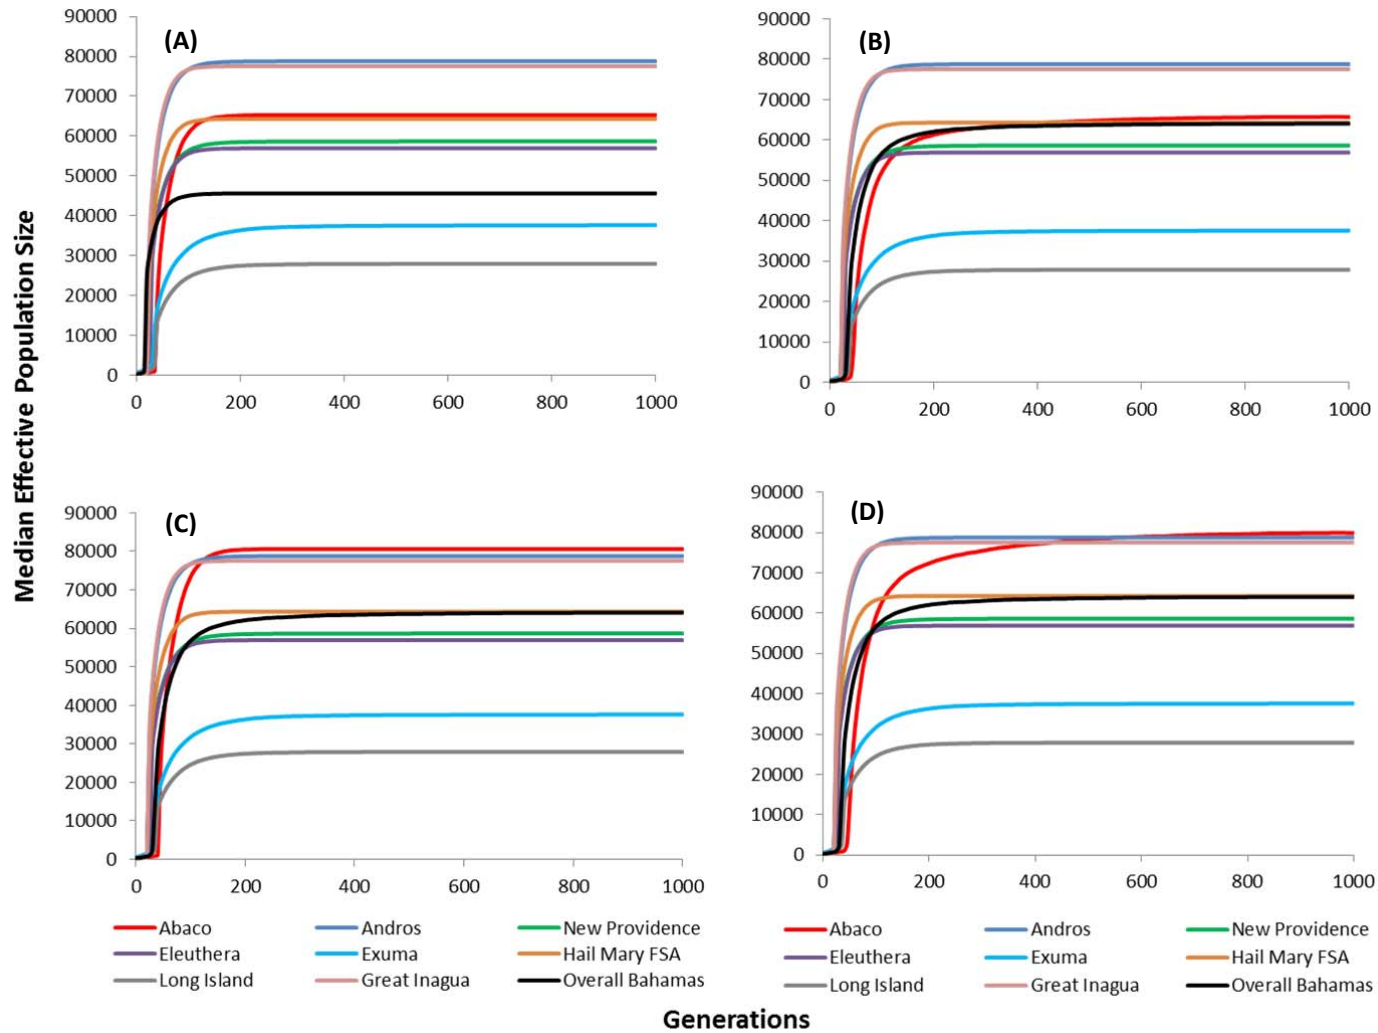 Median Effective Population Size
(A)
90000
80000
70000
60000
50000
40000
30000
20000
10000
0
0 200 400 600 800 1000
(B)
90000
80000
70000
60000
50000
40000
30000
20000
10000
0
0 200 400 600 800 1000
(C)
90000
80000
70000
60000
50000
40000
30000
20000
10000
0
0 200 400 600 800 1000
Abaco Andros New Providence
Eleuthera Exuma Hail Mary FSA
Long Island Great Inagua Overall Bahamas
(D)
90000
80000
70000
60000
50000
40000
30000
20000
10000
0
0 200 400 600 800 1000
Abaco Andros New Providence
Eleuthera Exuma Hail Mary FSA
Long Island Great Inagua Overall Bahamas
Generations